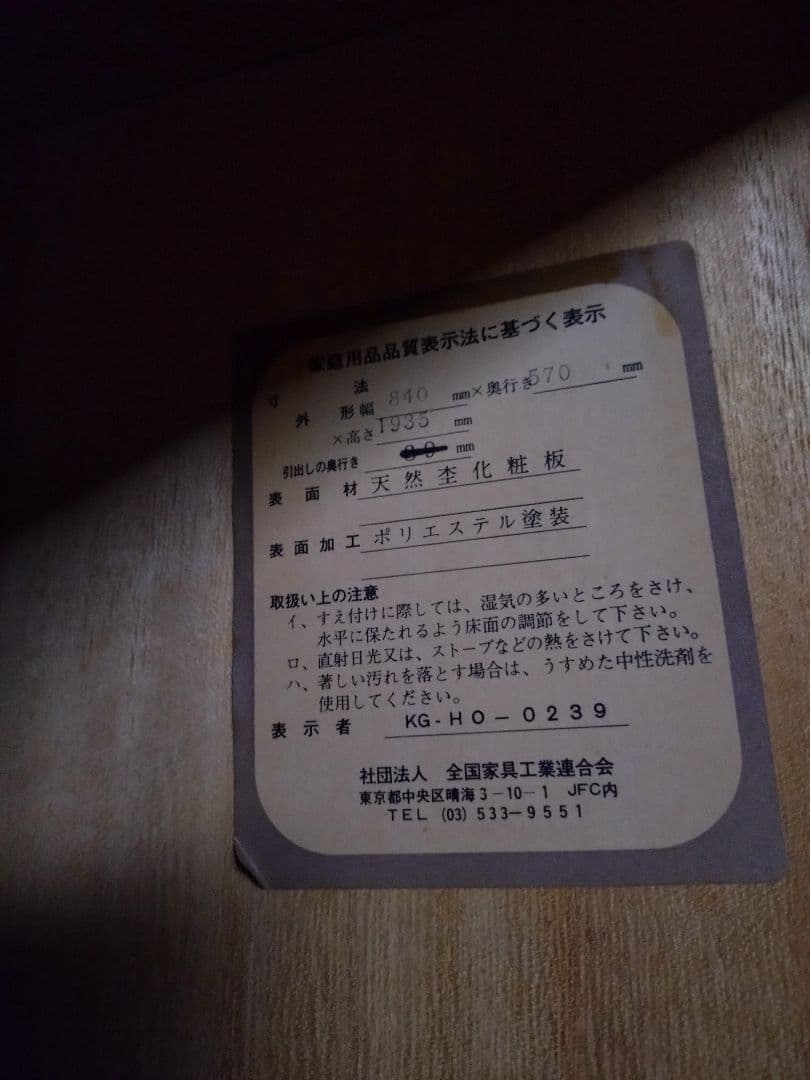 家庭用品品質表示法に基づく表示
寸法
外形幅 840 mm×奥行き570 mm
×高さ1935 mm
引出しの奥行き mm
表面材 天然杢化粧板
表面加工 ポリエステル塗装
取扱い上の注意
イ、すえ付けに際しては、湿気の多いところをさけ、
水平に保たれるよう床面の調節をして下さい。
ロ、直射日光又は、ストーブなどの熱をさけて下さい。
ハ、著しい汚れを落とす場合は、うすめた中性洗剤を
使用してください。
表示者 KG-HO-0239
社団法人 全国家具工業連合会
東京都中央区晴海3-10-1 JFC内
TEL (03) 533-9551